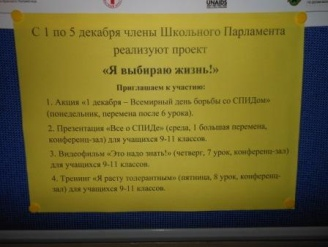 UNAIDS
С 1 по 5 декабря члены Школьного Парламента
реализуют проект
«Я выбираю жизнь!»
Приглашаем к участию:
1. Акция «1 декабря – Всемирный день борьбы со СПИДом»
(понедельник, перемена после 6 урока).
2. Презентация «Все о СПИДе» (среда, 1 большая перемена,
конференц-зал) для учащихся 9-11 классов.
3. Видеофильм «Это надо знать!» (четверг, 7 урок, конференц-зал)
для учащихся 9-11 классов.
4. Тренинг «Я расту толерантным» (пятница, 8 урок, конференц-
зал) для учащихся 9-11 классов.